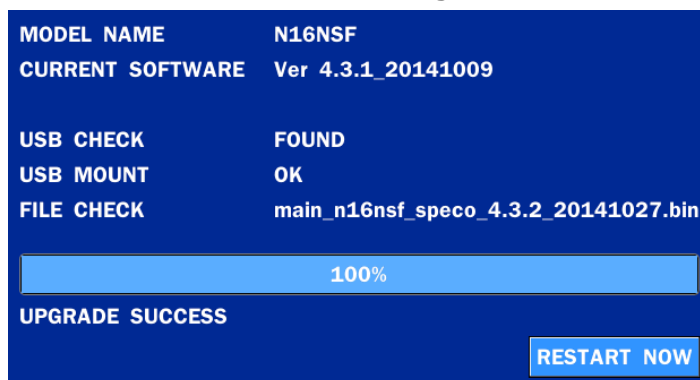 MODEL NAME N16NSF
CURRENT SOFTWARE Ver 4.3.1_20141009
USB CHECK FOUND
USB MOUNT OK
FILE CHECK main_n16nsf_speco_4.3.2_20141027.bin
100%
UPGRADE SUCCESS
RESTART NOW